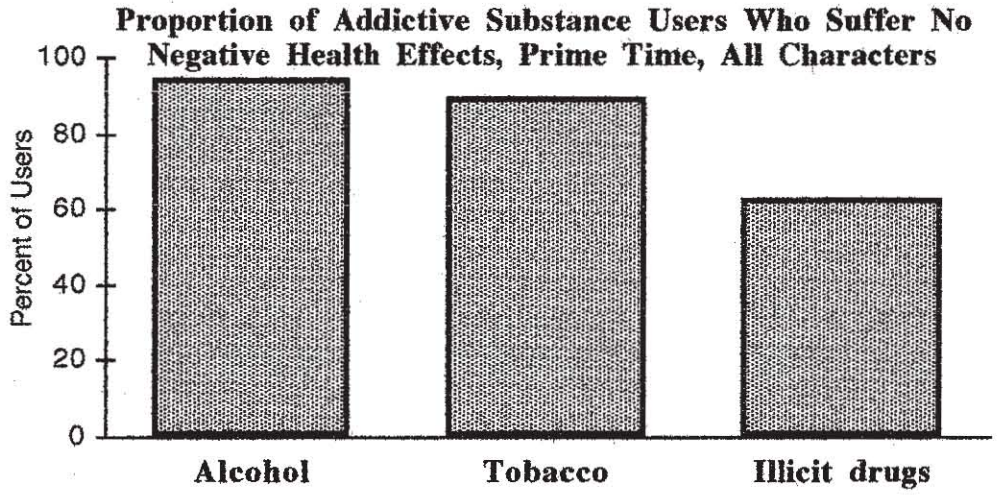 Proportion of Addictive Substance Users Who Suffer No
Negative Health Effects, Prime Time, All Characters
100
80
60
40
20
0
Percent of Users
Alcohol Tobacco Illicit drugs